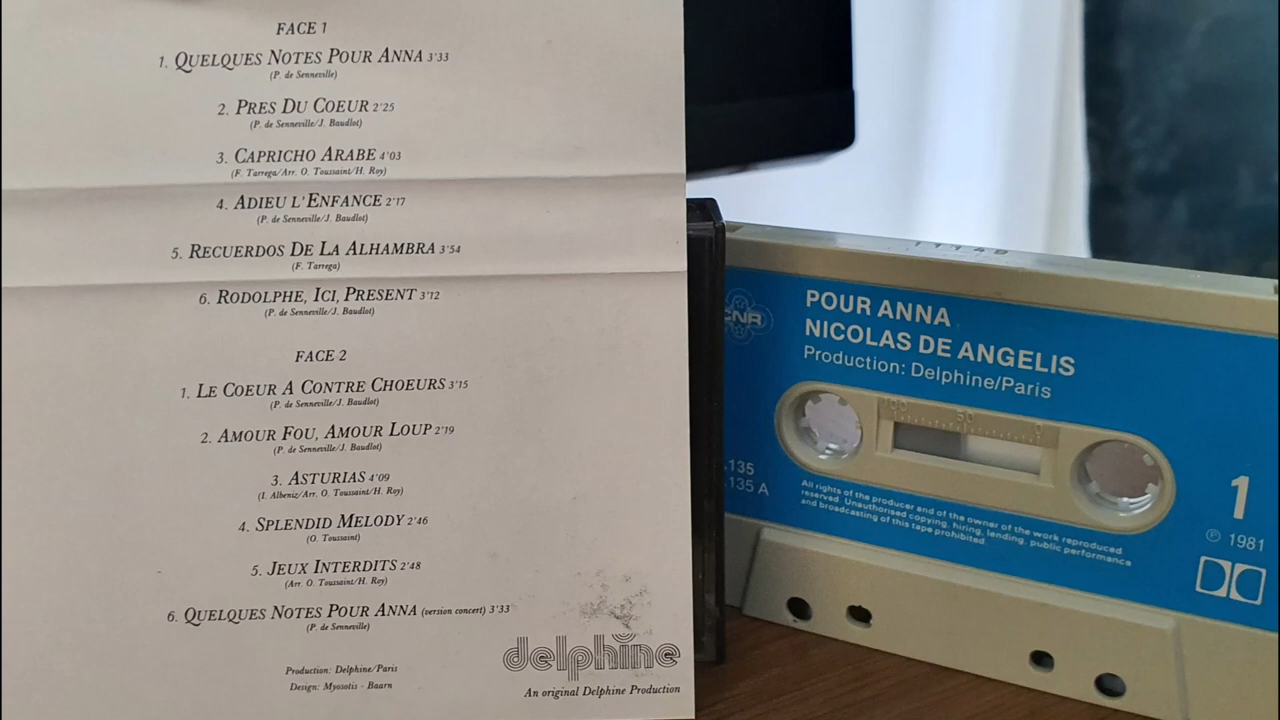 FACE 1
1. QUELQUES NOTES POUR ANNA 3'33
(P. de Senneville)
2. PRES DU COEUR 2'25
(P. de Senneville/J. Baudlot)
3. CAPRICHO ARABE 4'03
(F. Tarrega/Arr. O. Toussaint/H. Roy)
4. ADIEU L'ENFANCE 2'17
(P. de Senneville/J. Baudlot)
5. RECUERDOS DE LA ALHAMBRA 3'54
(F. Tarrega)
6. RODOLPHE, ICI, PRESENT 3'12
(P. de Senneville/J. Baudlot)
FACE 2
1. LE COEUR A CONTRE CHOEURS 3'15
(P. de Senneville/J. Baudlot)
2. AMOUR FOU, AMOUR LOUP 2'19
(P. de Senneville/J. Baudlot)
3. ASTURIAS 4'09
(I. Albeniz/Arr. O. Toussaint/H. Roy)
4. SPLENDID MELODY 2'46
(O. Toussaint)
5. JEUX INTERDITS 2'48
(Arr. O. Toussaint/H. Roy)
6. QUELQUES NOTES POUR ANNA (version concert) 3'33
(P. de Senneville)
Production: Delphine/Paris
Design: Myosotis - Baarn
delphine
An original Delphine Production
CNR
POUR ANNA
NICOLAS DE ANGELIS
Production: Delphine/Paris
100 50 0
.135
.135 A
All rights of the producer and of the owner of the work reproduced
reserved. Unauthorised copying, hiring, lending, public performance
and broadcasting of this tape prohibited.
1
℗ 1981